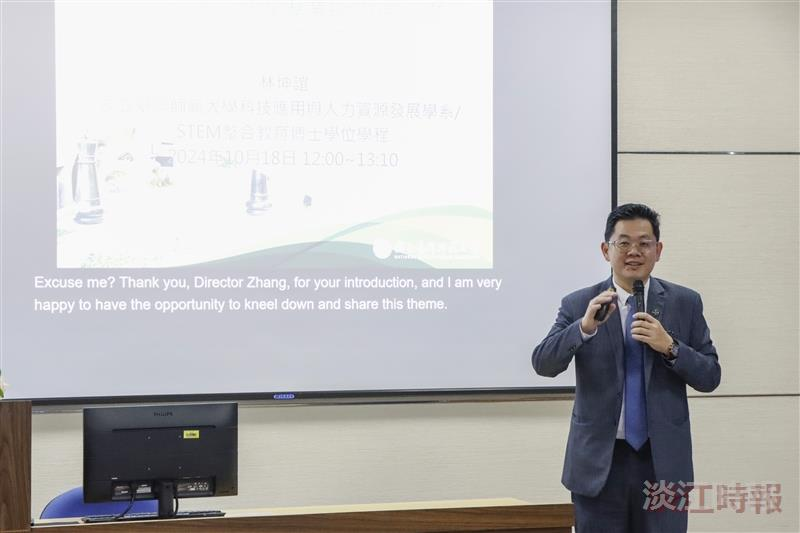 林坤誼
師範大學科技應用與人力資源發展學系/
STEM整合教育博士學位學程
2024年10月18日 12:00~13:10
Excuse me? Thank you, Director Zhang, for your introduction, and I am very
happy to have the opportunity to kneel down and share this theme.
PHILIPS
淡江時報